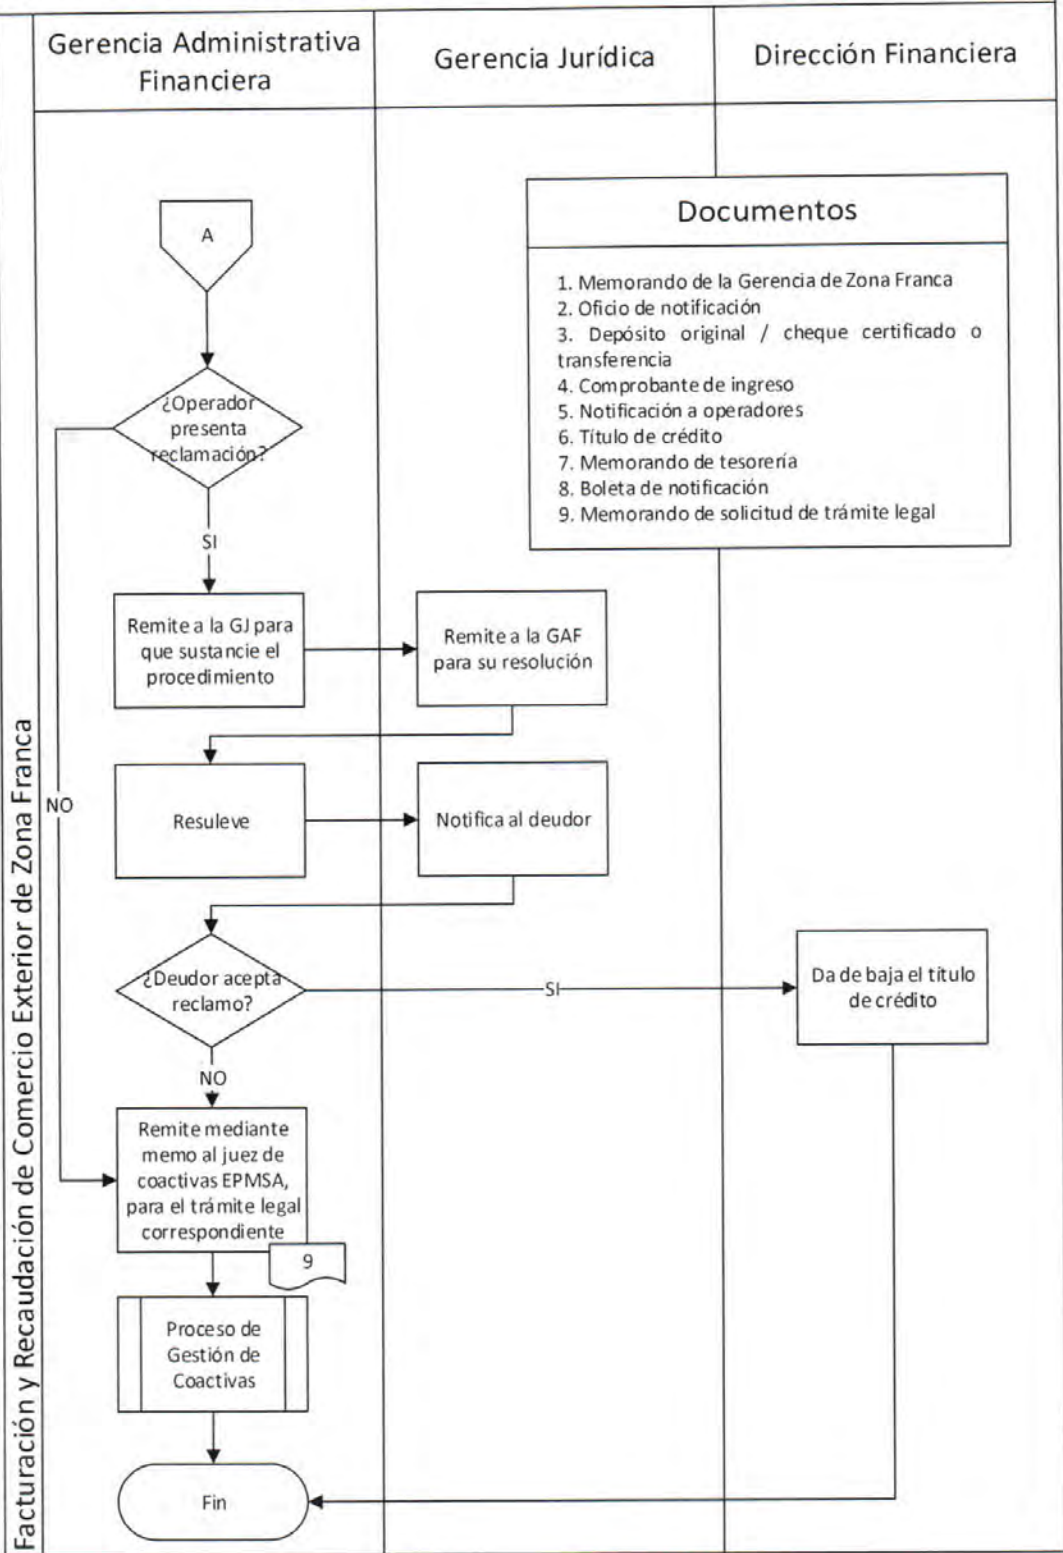 Facturación y Recaudación de Comercio Exterior de Zona Franca
Gerencia Administrativa
Financiera
Gerencia Jurídica
Dirección Financiera
A
Documentos
1. Memorando de la Gerencia de Zona Franca
2. Oficio de notificación
3. Depósito original / cheque certificado o
transferencia
4. Comprobante de ingreso
5. Notificación a operadores
6. Título de crédito
7. Memorando de tesorería
8. Boleta de notificación
9. Memorando de solicitud de trámite legal
¿Operador
presenta
reclamación?
SI
NO
Remite a la GJ para
que sustancie el
procedimiento
Remite a la GAF
para su resolución
Resuleve
Notifica al deudor
¿Deudor acepta
reclamo?
SI
Da de baja el título
de crédito
NO
Remite mediante
memo al juez de
coactivas EPMSA,
para el trámite legal
correspondiente
9
Proceso de
Gestión de
Coactivas
Fin